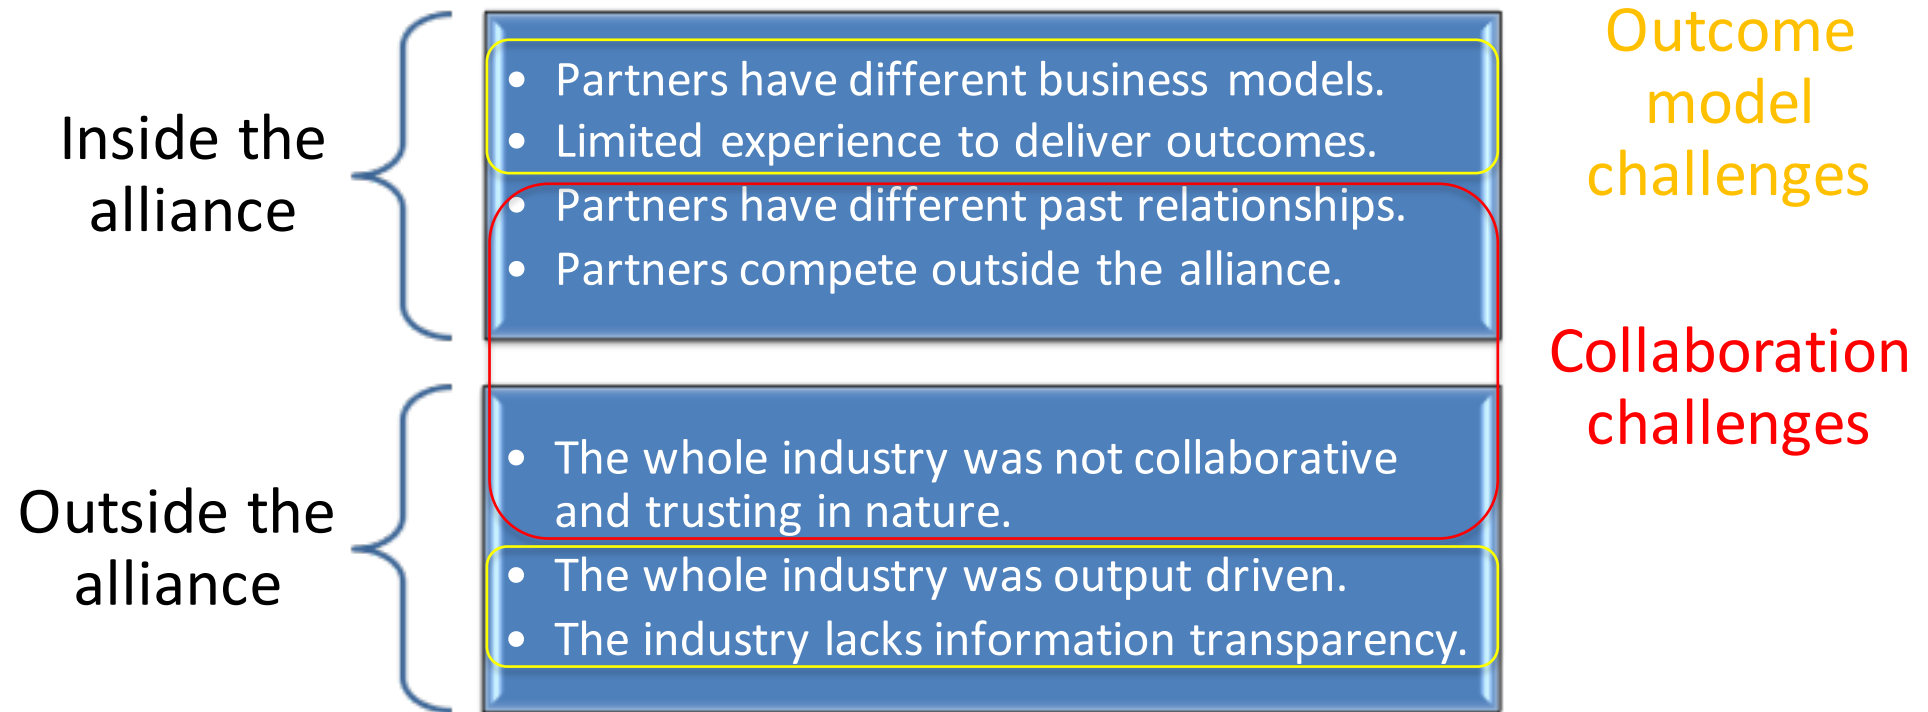 Inside the
alliance
• Partners have different business models.
• Limited experience to deliver outcomes.
• Partners have different past relationships.
• Partners compete outside the alliance.
Outcome
model
challenges
Collaboration
challenges
Outside the
alliance
• The whole industry was not collaborative
and trusting in nature.
• The whole industry was output driven.
• The industry lacks information transparency.